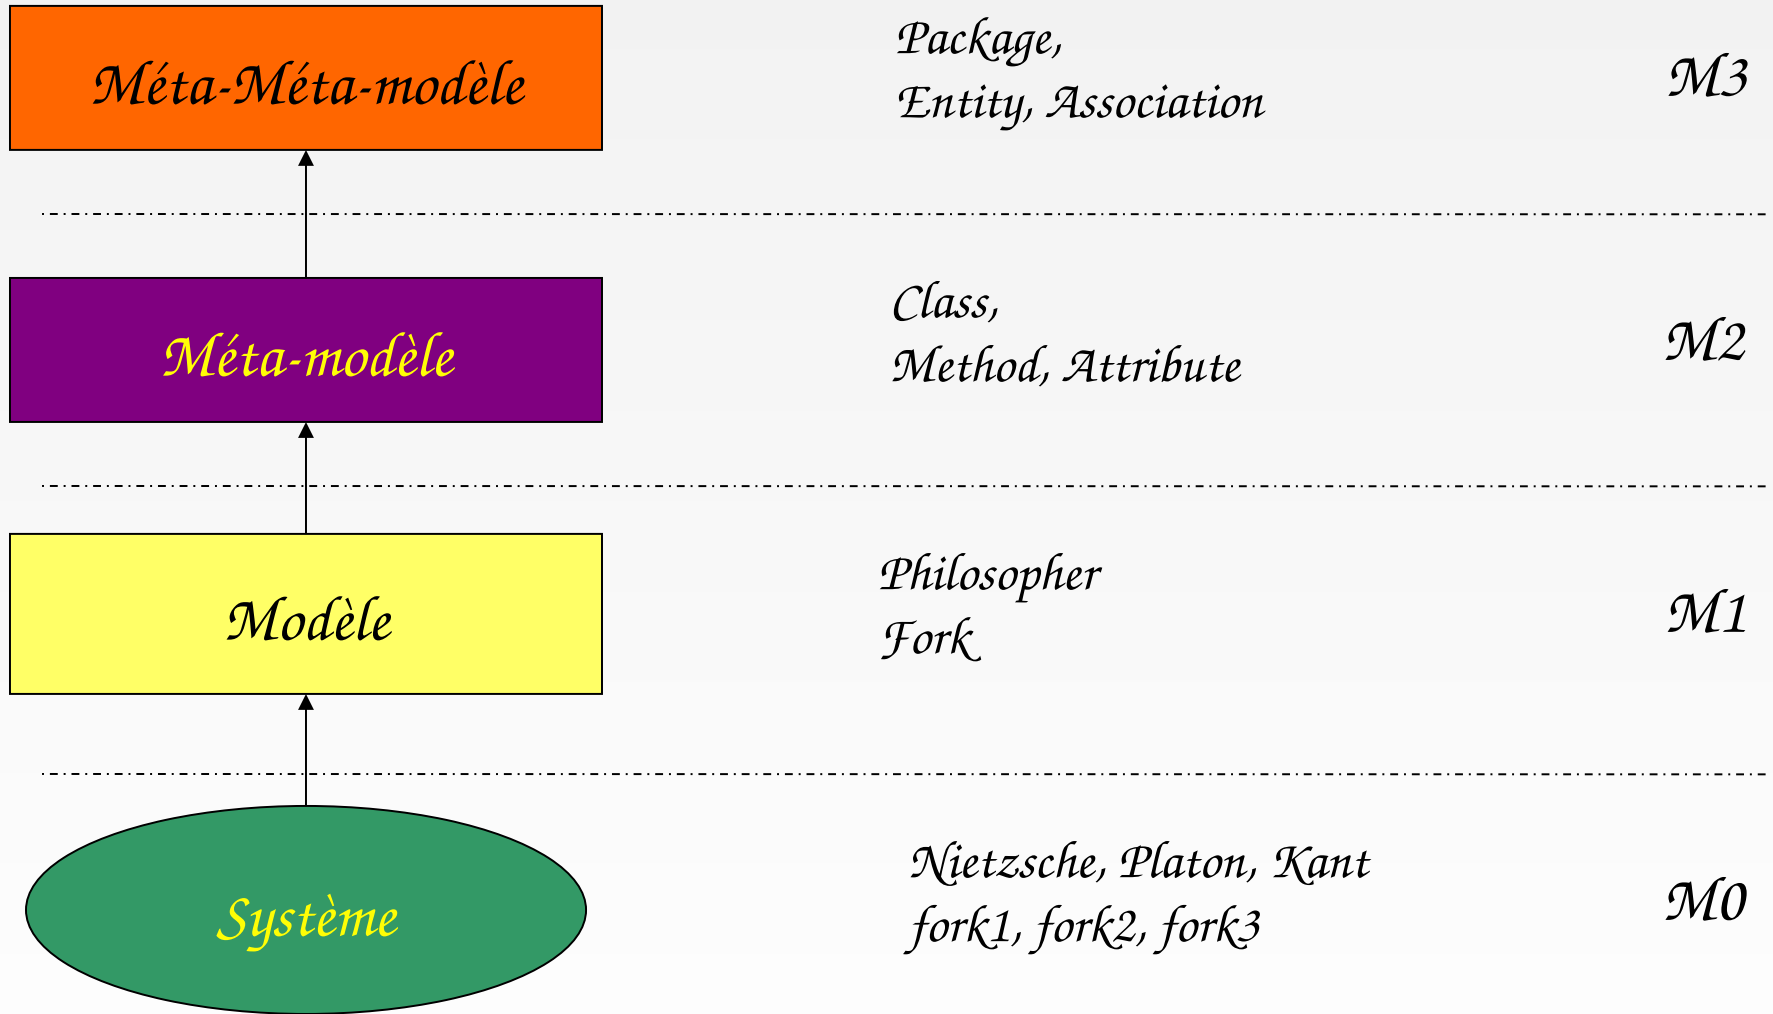 Méta-Méta-modèle
Package,
Entity, Association
M3
Méta-modèle
Class,
Method, Attribute
M2
Modèle
Philosopher
Fork
M1
Système
Nietzsche, Platon, Kant
fork1, fork2, fork3
M0